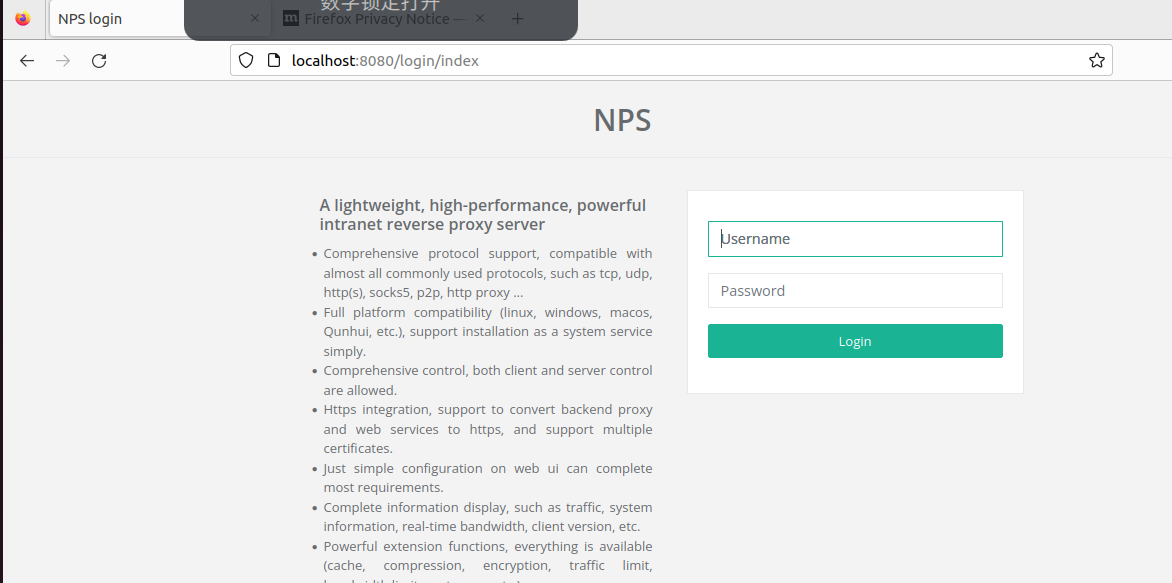 数字锁定打开
NPS login
Firefox Privacy Notice —
localhost:8080/login/index
NPS
A lightweight, high-performance, powerful
intranet reverse proxy server
Comprehensive protocol support, compatible with
almost all commonly used protocols, such as tcp, udp,
http(s), socks5, p2p, http proxy ...
Full platform compatibility (linux, windows, macos,
Qunhui, etc.), support installation as a system service
simply.
Comprehensive control, both client and server control
are allowed.
Https integration, support to convert backend proxy
and web services to https, and support multiple
certificates.
Just simple configuration on web ui can complete
most requirements.
Complete information display, such as traffic, system
information, real-time bandwidth, client version, etc.
Powerful extension functions, everything is available
(cache, compression, encryption, traffic limit,
Username
Password
Login